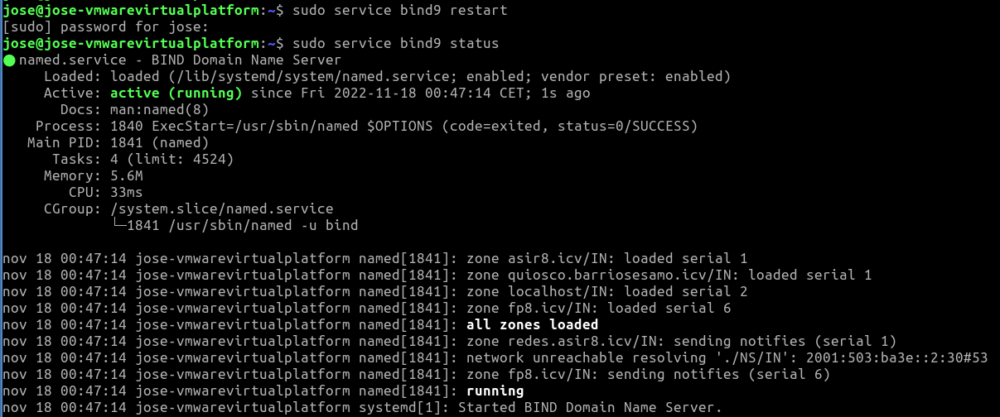 jose@jose-vmwarevirtualplatform:~$ sudo service bind9 restart
[sudo] password for jose:
jose@jose-vmwarevirtualplatform:~$ sudo service bind9 status
● named.service - BIND Domain Name Server
     Loaded: loaded (/lib/systemd/system/named.service; enabled; vendor preset: enabled)
     Active: active (running) since Fri 2022-11-18 00:47:14 CET; 1s ago
       Docs: man:named(8)
    Process: 1840 ExecStart=/usr/sbin/named $OPTIONS (code=exited, status=0/SUCCESS)
   Main PID: 1841 (named)
      Tasks: 4 (limit: 4524)
     Memory: 5.6M
        CPU: 33ms
     CGroup: /system.slice/named.service
             └─1841 /usr/sbin/named -u bind
nov 18 00:47:14 jose-vmwarevirtualplatform named[1841]: zone asir8.icv/IN: loaded serial 1
nov 18 00:47:14 jose-vmwarevirtualplatform named[1841]: zone quiosco.barriosesamo.icv/IN: loaded serial 1
nov 18 00:47:14 jose-vmwarevirtualplatform named[1841]: zone localhost/IN: loaded serial 2
nov 18 00:47:14 jose-vmwarevirtualplatform named[1841]: zone fp8.icv/IN: loaded serial 6
nov 18 00:47:14 jose-vmwarevirtualplatform named[1841]: all zones loaded
nov 18 00:47:14 jose-vmwarevirtualplatform named[1841]: zone redes.asir8.icv/IN: sending notifies (serial 1)
nov 18 00:47:14 jose-vmwarevirtualplatform named[1841]: network unreachable resolving './NS/IN': 2001:503:ba3e::2:30#53
nov 18 00:47:14 jose-vmwarevirtualplatform named[1841]: zone fp8.icv/IN: sending notifies (serial 6)
nov 18 00:47:14 jose-vmwarevirtualplatform named[1841]: running
nov 18 00:47:14 jose-vmwarevirtualplatform systemd[1]: Started BIND Domain Name Server.